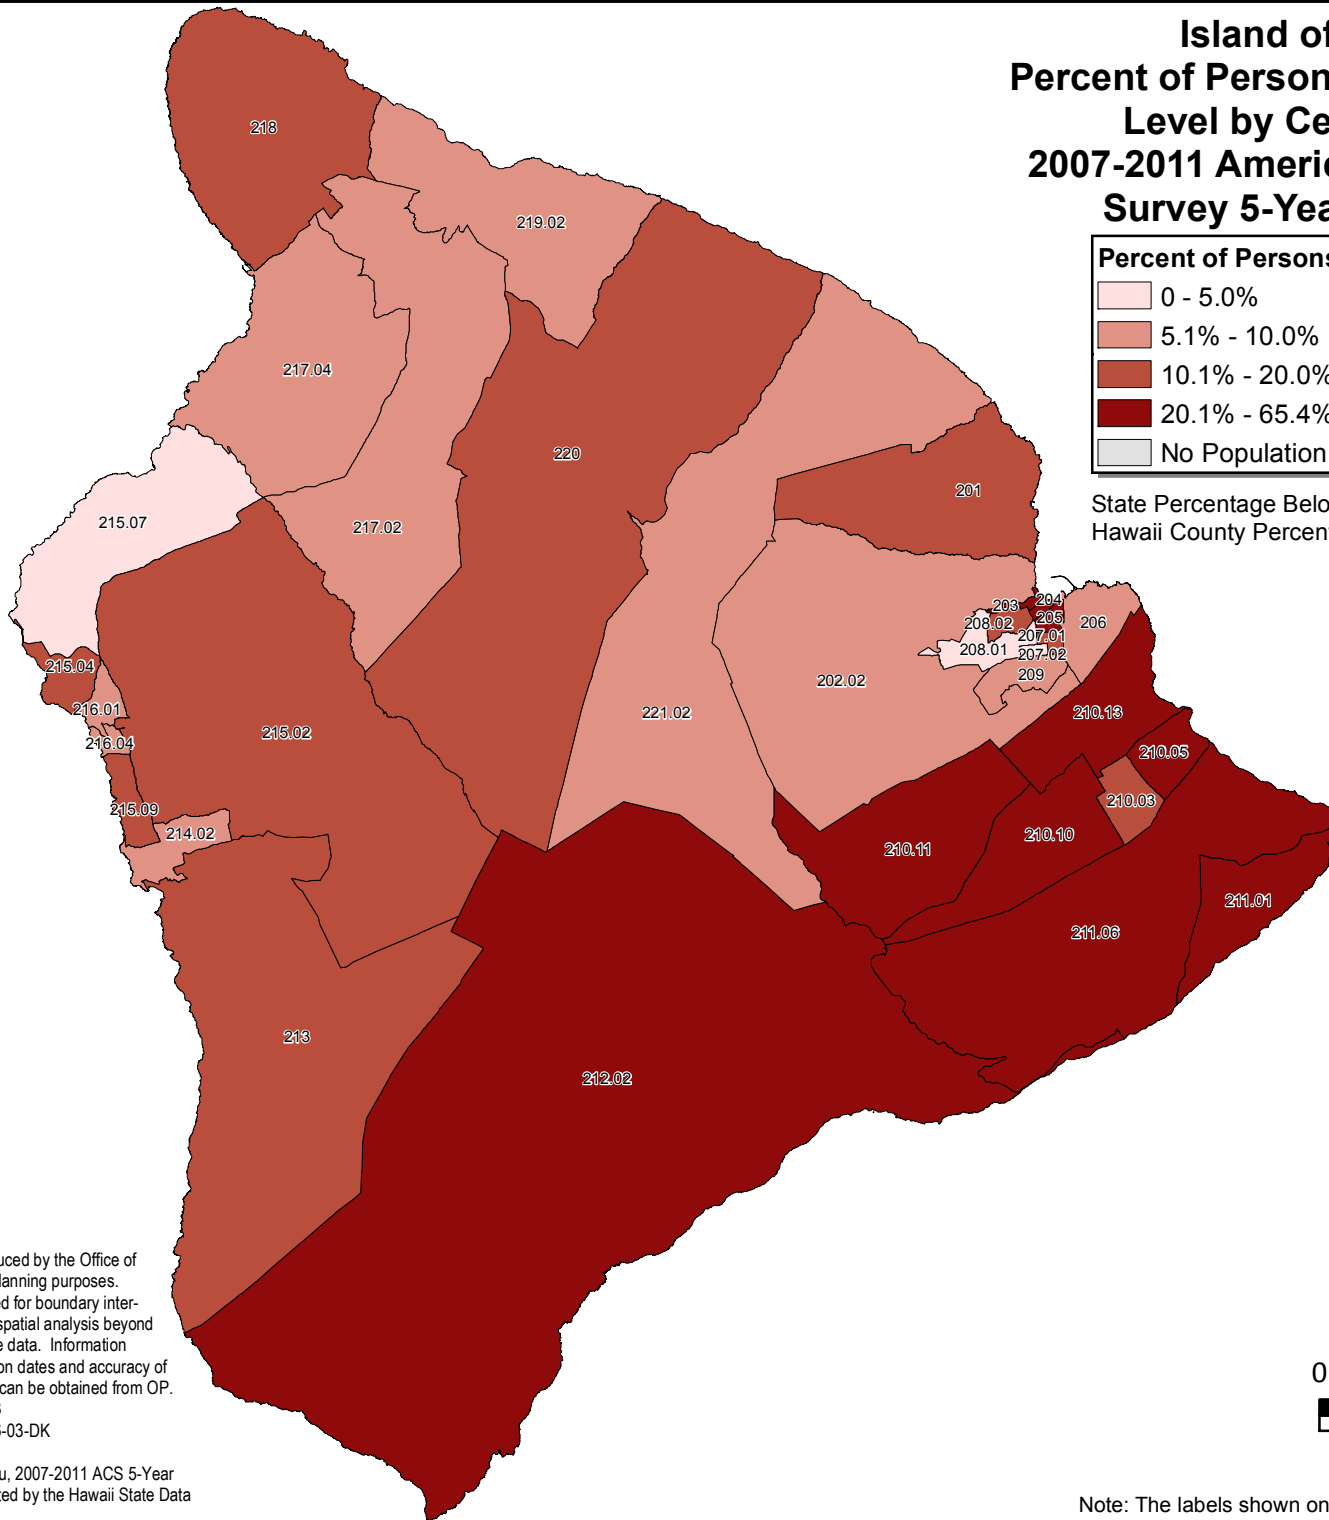 Island of
Percent of Person
Level by Ce
2007-2011 Americ
Survey 5-Yea
Percent of Persons
0 - 5.0%
5.1% - 10.0%
10.1% - 20.0%
20.1% - 65.4%
No Population
State Percentage Belo
Hawaii County Percent
218
219.02
217.04
220
201
215.07
217.02
203
204
205
208.02
206
207.01
208.01
207.02
209
215.04
202.02
216.01
221.02
210.13
215.02
216.04
210.05
210.03
215.09
214.02
210.10
210.11
211.01
211.06
213
212.02
uced by the Office of
lanning purposes.
ed for boundary inter-
spatial analysis beyond
e data. Information
on dates and accuracy of
can be obtained from OP.
-03-DK
u, 2007-2011 ACS 5-Year
ted by the Hawaii State Data
0
Note: The labels shown on